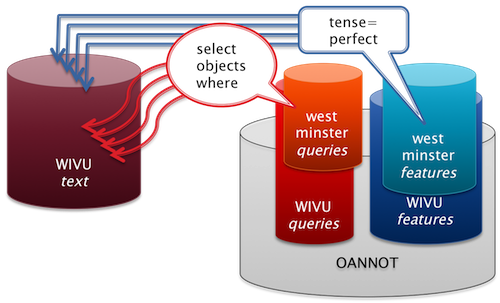 select
objects
where
tense=
perfect
WIVU
text
west
minster
queries
WIVU
queries
west
minster
features
WIVU
features
OANNOT